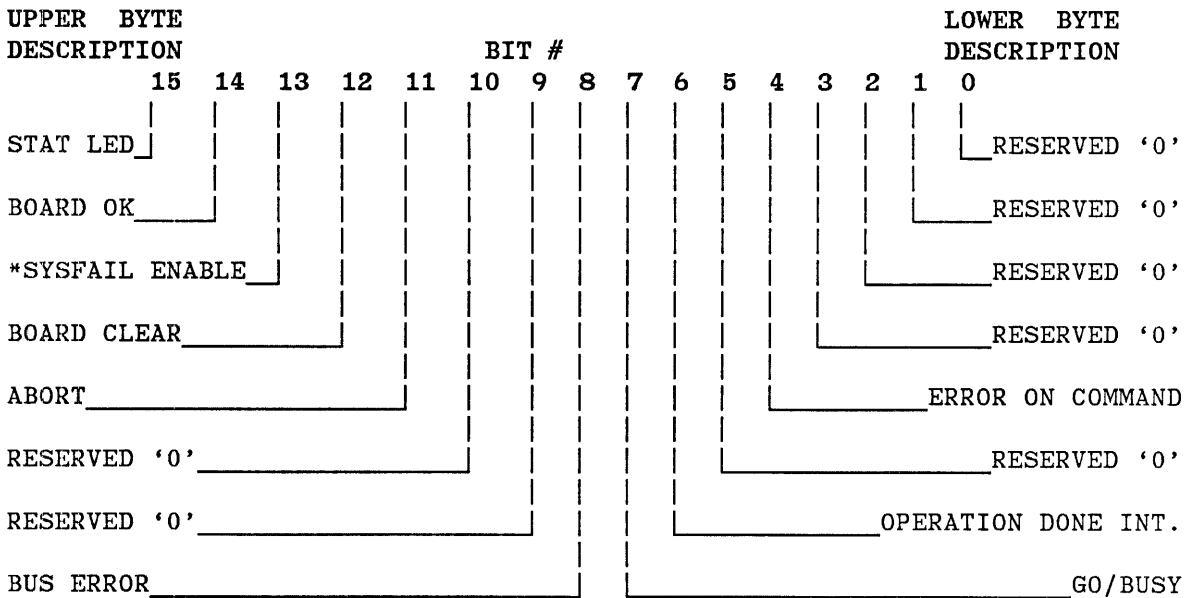 UPPER BYTE LOWER BYTE
DESCRIPTION BIT # DESCRIPTION
15 14 13 12 11 10 9 8 7 6 5 4 3 2 1 0
STAT LED RESERVED ‘0’
BOARD OK RESERVED ‘0’
*SYSFAIL ENABLE RESERVED ‘0’
BOARD CLEAR RESERVED ‘0’
ABORT ERROR ON COMMAND
RESERVED ‘0’ RESERVED ‘0’
RESERVED ‘0’ OPERATION DONE INT.
BUS ERROR GO/BUSY